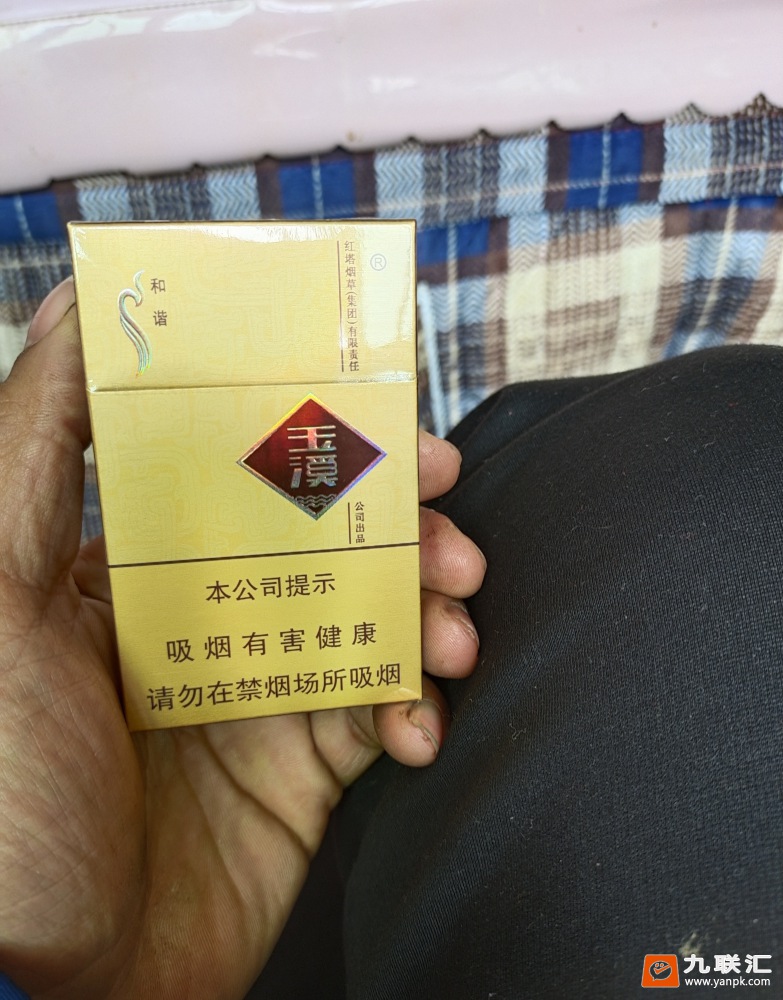 和
谐
红塔烟草(集团)有限责任
®
玉
溪
公司出品
本公司提示
吸烟有害健康
请勿在禁烟场所吸烟
九联汇
www.yanpk.com